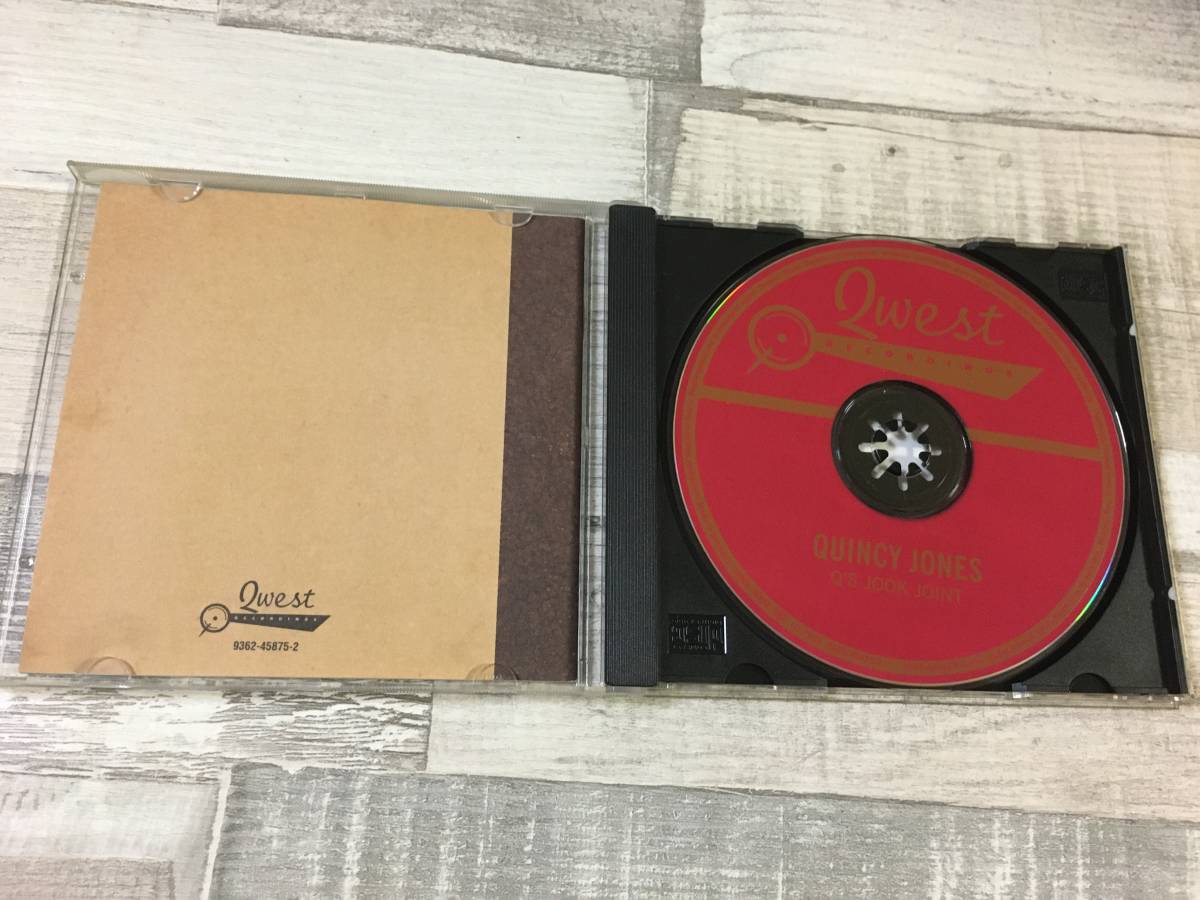 Qwest
RECORDINGS
9362-45875-2
Qwest
RECORDINGS
QUINCY JONES
Q'S JOOK JOINT